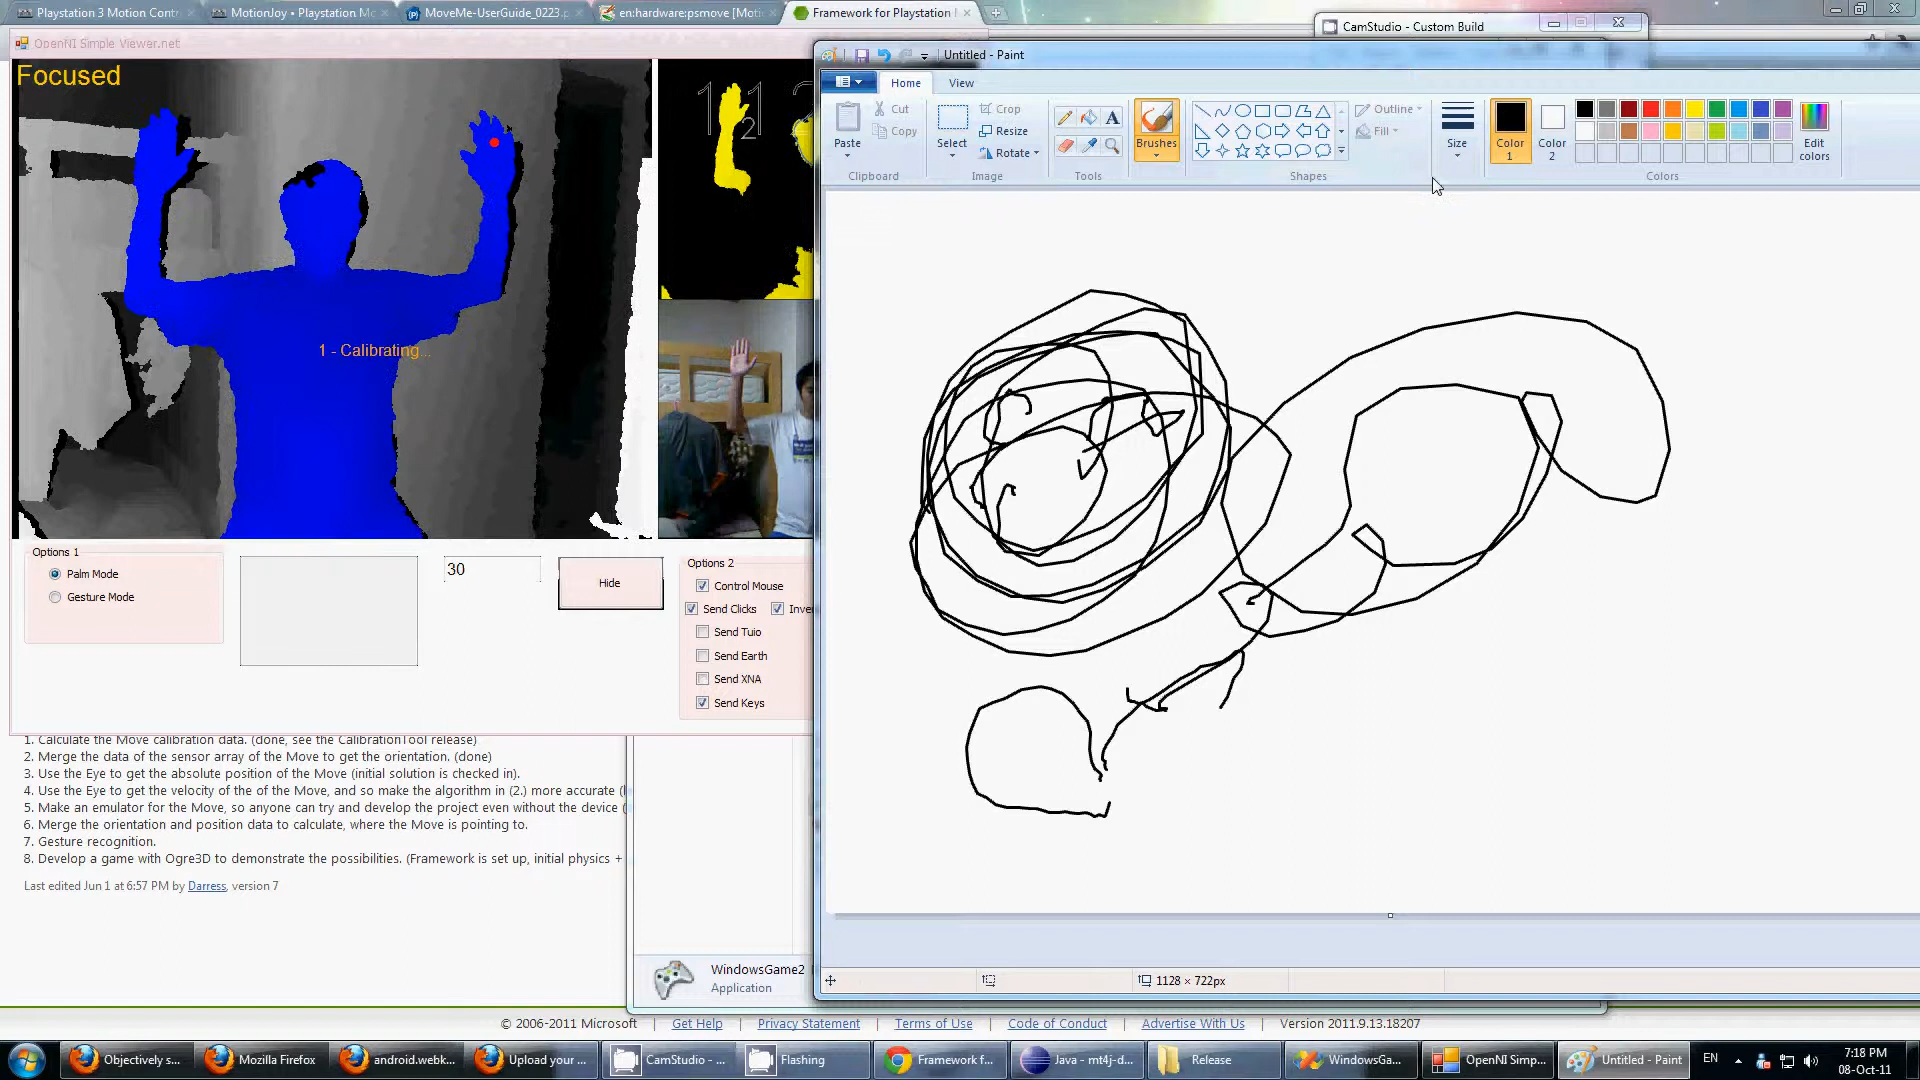 Playstation 3 Motion Contr
MotionJoy • Playstation Mo
MoveMe-UserGuide_0223.p
en:hardware:psmove [Moti
Framework for Playstation
CamStudio - Custom Build
OpenNI Simple Viewer.net
Untitled - Paint
Focused
Home
View
Cut
Copy
Paste
Clipboard
Crop
Resize
Rotate
Select
Image
Tools
Brushes
Shapes
Outline
Fill
Size
Color
1
Color
2
Edit
colors
Colors
1 - Calibrating...
Options 1
Palm Mode
Gesture Mode
30
Hide
Options 2
Control Mouse
Send Clicks
Inve
Send Tuio
Send Earth
Send XNA
Send Keys
1. Calculate the Move calibration data. (done, see the CalibrationTool release)
2. Merge the data of the sensor array of the Move to get the orientation. (done)
3. Use the Eye to get the absolute position of the Move (initial solution is checked in).
4. Use the Eye to get the velocity of the of the Move, and so make the algorithm in (2.) more accurate (
5. Make an emulator for the Move, so anyone can try and develop the project even without the device (
6. Merge the orientation and position data to calculate, where the Move is pointing to.
7. Gesture recognition.
8. Develop a game with Ogre3D to demonstrate the possibilities. (Framework is set up, initial physics +
Last edited Jun 1 at 6:57 PM by Darress, version 7
WindowsGame2
Application
1128 × 722px
© 2006-2011 Microsoft | Get Help | Privacy Statement | Terms of Use | Code of Conduct | Advertise With Us | Version 2011.9.13.18207
Objectively s...
Mozilla Firefox
android.webk...
Upload your ...
CamStudio - ...
Flashing
Framework f...
Java - mt4j-d...
Release
WindowsGa...
OpenNI Simp...
Untitled - Paint
EN
7:18 PM
08-Oct-11